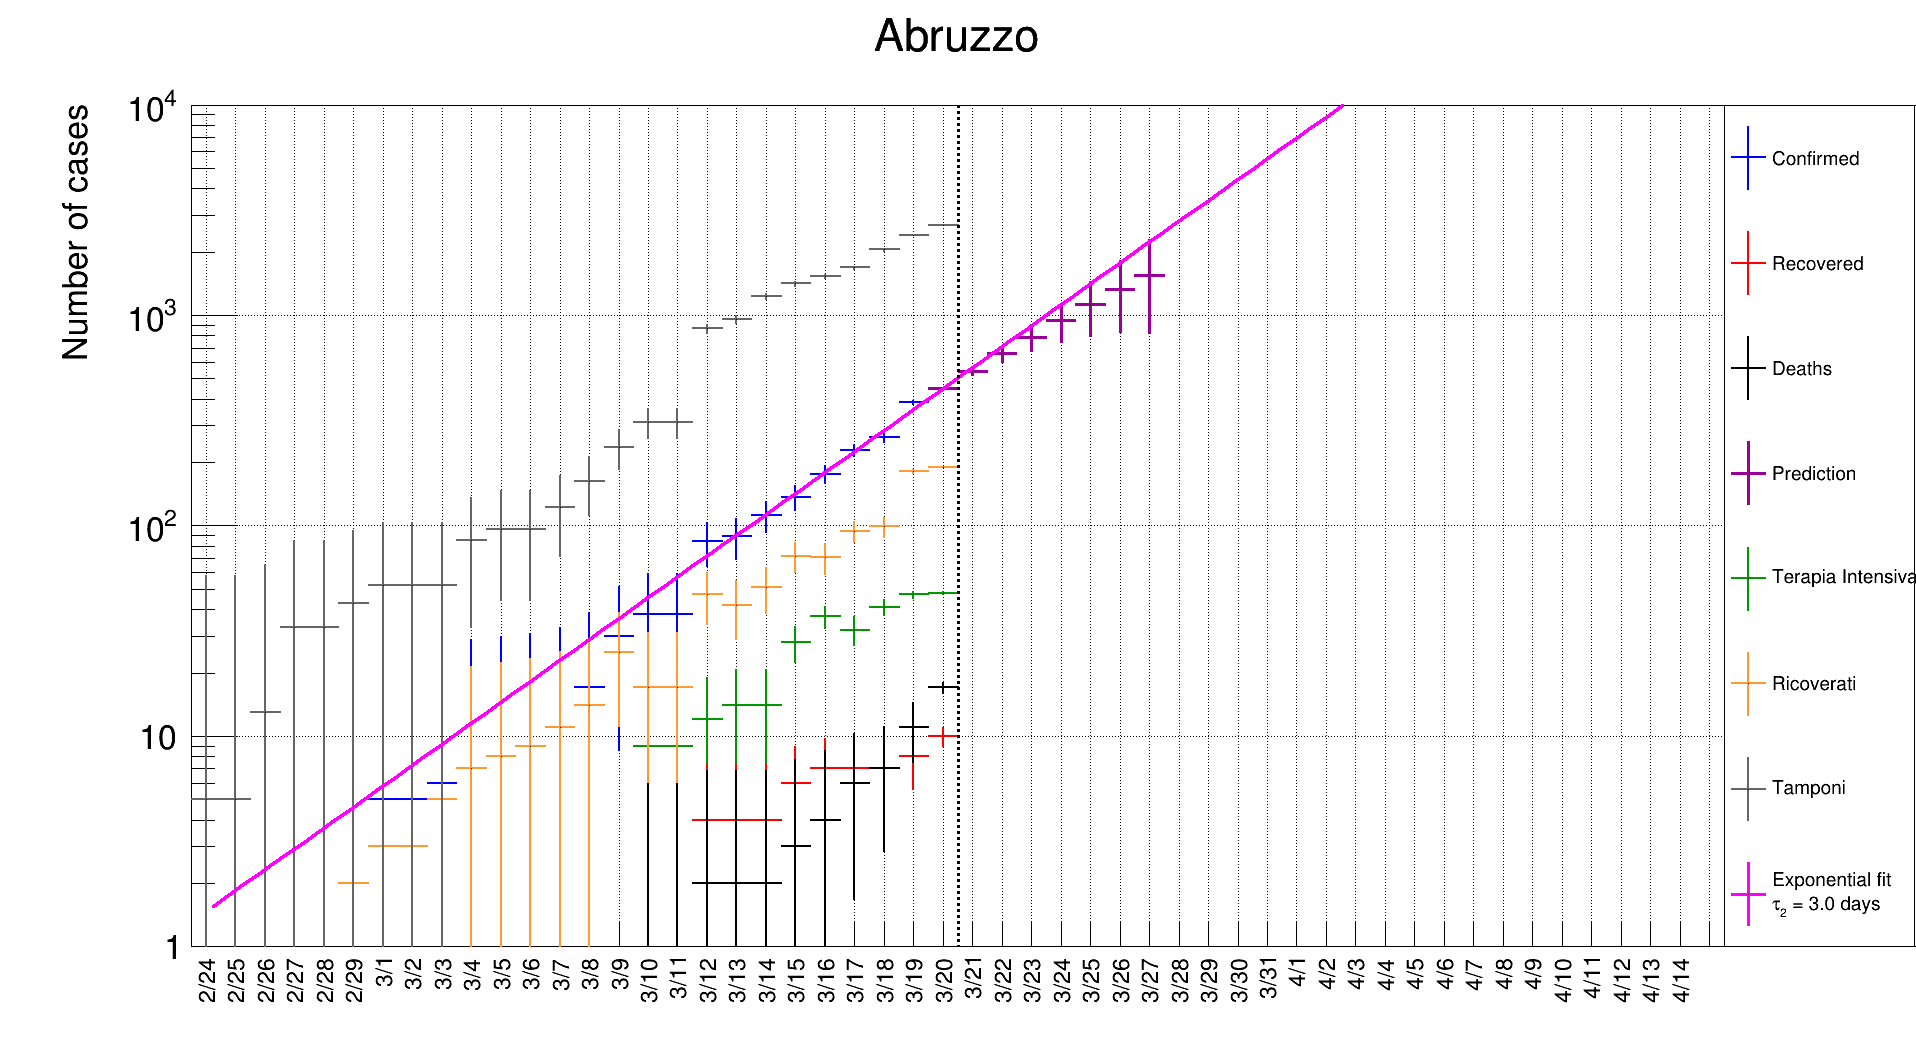 Abruzzo
Number of cases
10^4
10^3
10^2
10
1
2/24 2/25 2/26 2/27 2/28 2/29 3/1 3/2 3/3 3/4 3/5 3/6 3/7 3/8 3/9 3/10 3/11 3/12 3/13 3/14 3/15 3/16 3/17 3/18 3/19 3/20 3/21 3/22 3/23 3/24 3/25 3/26 3/27 3/28 3/29 3/30 3/31 4/1 4/2 4/3 4/4 4/5 4/6 4/7 4/8 4/9 4/10 4/11 4/12 4/13 4/14
Confirmed
Recovered
Deaths
Prediction
Terapia Intensiva
Ricoverati
Tamponi
Exponential fit
τ₂ = 3.0 days